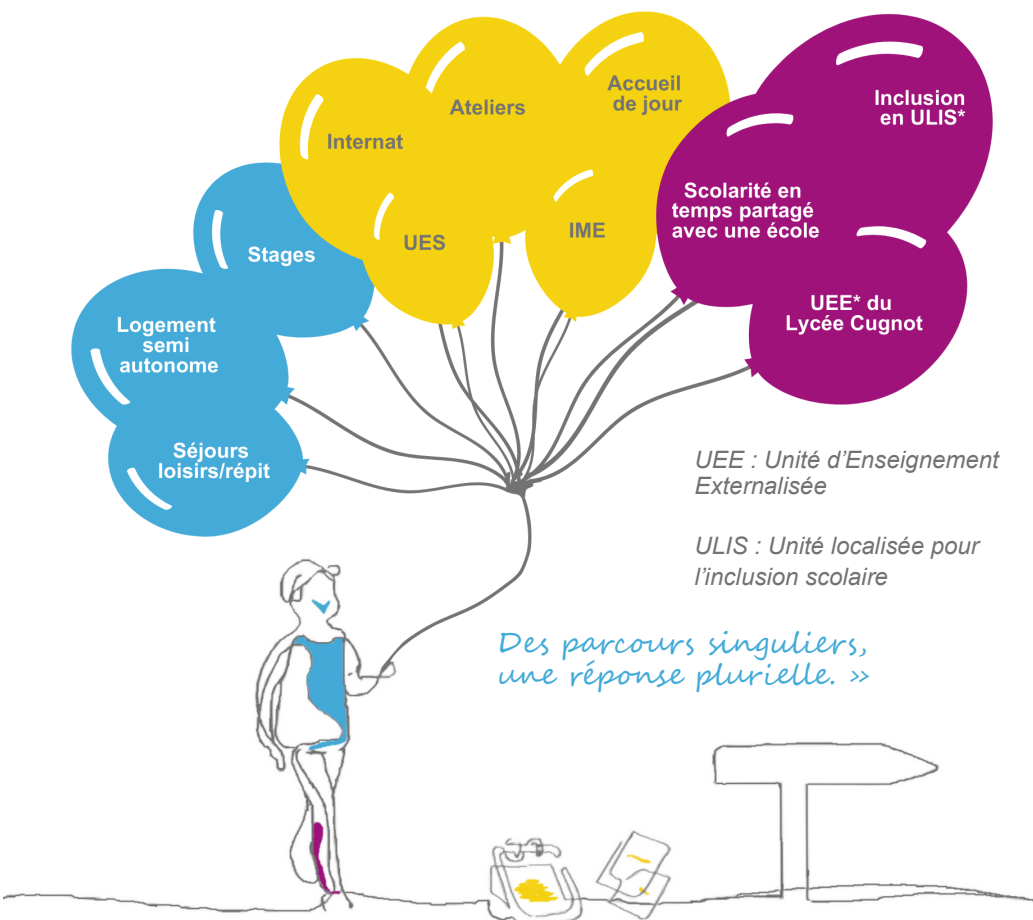 Accueil
de jour
Ateliers
Internat
Inclusion
en ULIS*
Scolarité en
temps partagé
avec une école
UES
IME
Stages
UEE* du
Lycée Cugnot
Logement
semi
autonome
Séjours
loisirs/répit
UEE : Unité d'Enseignement
Externalisée
ULIS : Unité localisée pour
l'inclusion scolaire
Des parcours singuliers,
une réponse plurielle. »